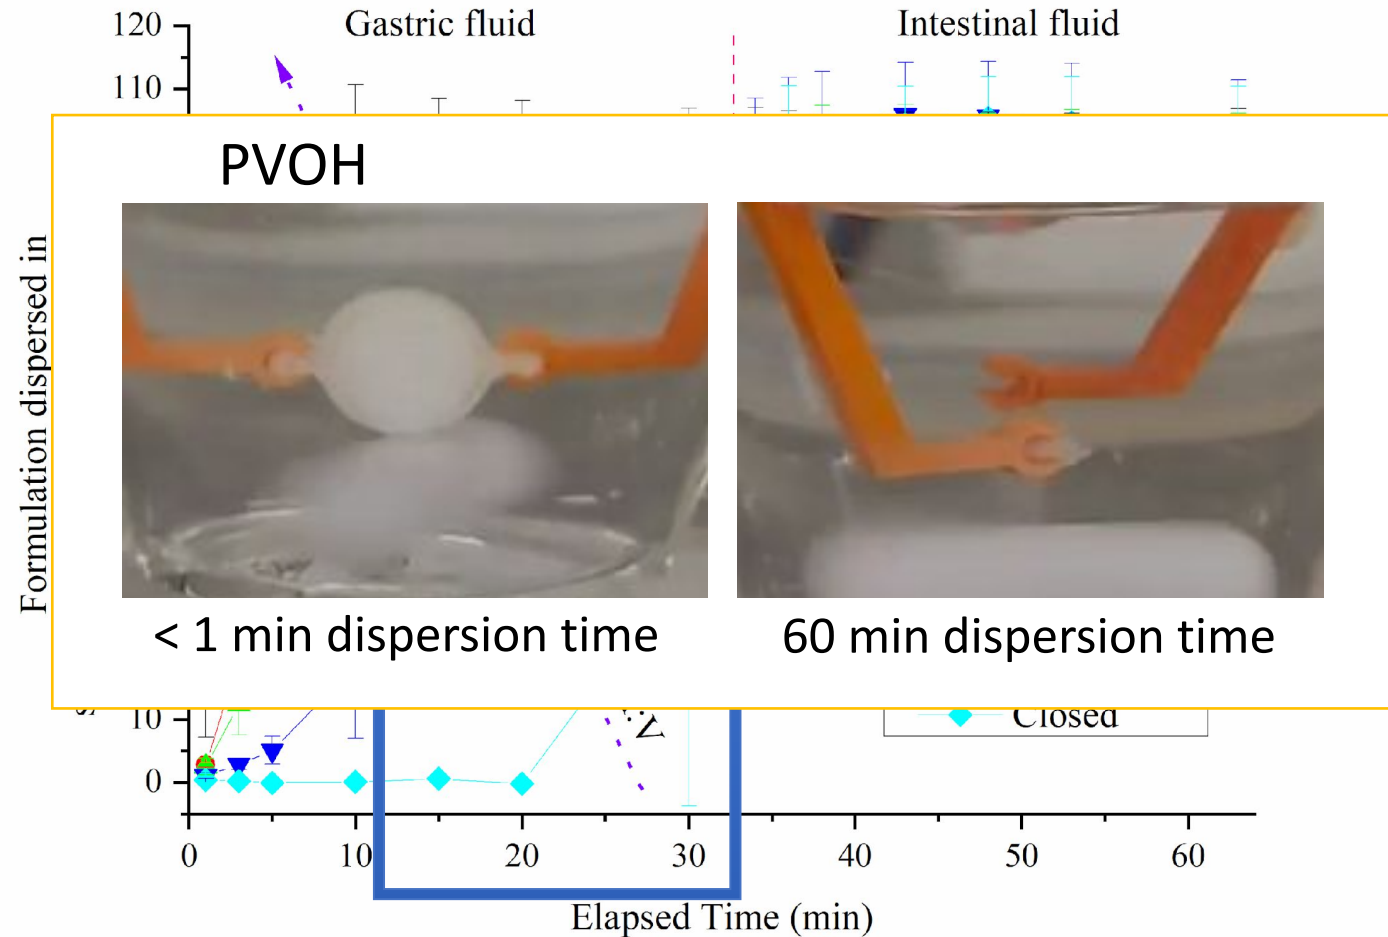 Gastric fluid
Intestinal fluid
120
110
PVOH
Formulation dispersed in
< 1 min dispersion time
60 min dispersion time
10
Closed
0
0
10
20
30
40
50
60
Elapsed Time (min)